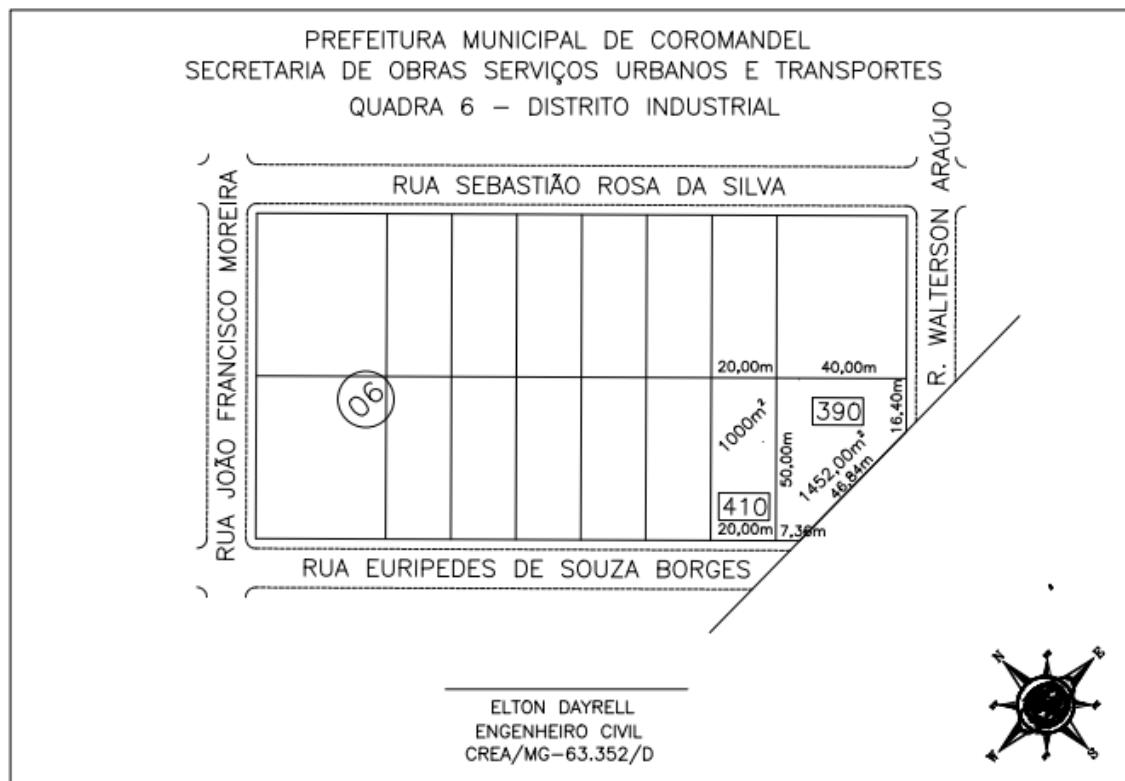 PREFEITURA MUNICIPAL DE COROMANDEL
SECRETARIA DE OBRAS SERVIÇOS URBANOS E TRANSPORTES
QUADRA 6 – DISTRITO INDUSTRIAL
RUA SEBASTIÃO ROSA DA SILVA
R. WALTERSON ARAÚJO
RUA JOÃO FRANCISCO MOREIRA
20,00m
40,00m
06
1000m²
390
16,40m
50,00m
1452,00m²
46,84m
410
20,00m
7,36m
RUA EURIPEDES DE SOUZA BORGES
N
E
W
S
ELTON DAYRELL
ENGENHEIRO CIVIL
CREA/MG–63.352/D